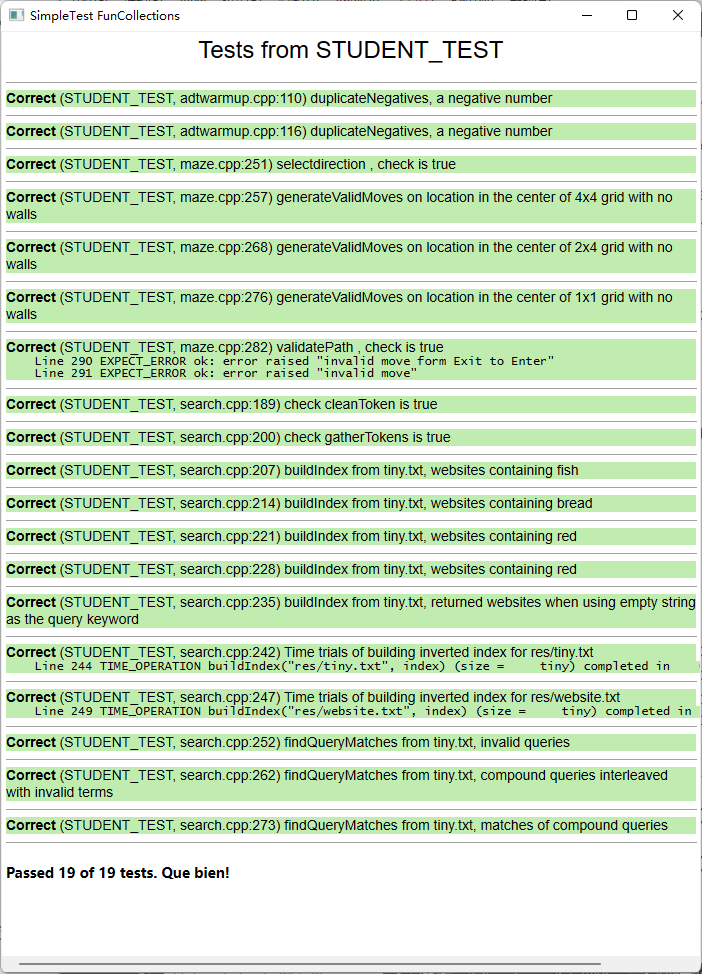 SimpleTest FunCollections
Tests from STUDENT_TEST
Correct (STUDENT_TEST, adtwarmup.cpp:110) duplicateNegatives, a negative number
Correct (STUDENT_TEST, adtwarmup.cpp:116) duplicateNegatives, a negative number
Correct (STUDENT_TEST, maze.cpp:251) selectdirection , check is true
Correct (STUDENT_TEST, maze.cpp:257) generateValidMoves on location in the center of 4x4 grid with no
walls
Correct (STUDENT_TEST, maze.cpp:268) generateValidMoves on location in the center of 2x4 grid with no
walls
Correct (STUDENT_TEST, maze.cpp:276) generateValidMoves on location in the center of 1x1 grid with no
walls
Correct (STUDENT_TEST, maze.cpp:282) validatePath , check is true
Line 290 EXPECT_ERROR ok: error raised "invalid move form Exit to Enter"
Line 291 EXPECT_ERROR ok: error raised "invalid move"
Correct (STUDENT_TEST, search.cpp:189) check cleanToken is true
Correct (STUDENT_TEST, search.cpp:200) check gatherTokens is true
Correct (STUDENT_TEST, search.cpp:207) buildIndex from tiny.txt, websites containing fish
Correct (STUDENT_TEST, search.cpp:214) buildIndex from tiny.txt, websites containing bread
Correct (STUDENT_TEST, search.cpp:221) buildIndex from tiny.txt, websites containing red
Correct (STUDENT_TEST, search.cpp:228) buildIndex from tiny.txt, websites containing red
Correct (STUDENT_TEST, search.cpp:235) buildIndex from tiny.txt, returned websites when using empty string
as the query keyword
Correct (STUDENT_TEST, search.cpp:242) Time trials of building inverted index for res/tiny.txt
Line 244 TIME_OPERATION buildIndex("res/tiny.txt", index) (size =     tiny) completed in
Correct (STUDENT_TEST, search.cpp:247) Time trials of building inverted index for res/website.txt
Line 249 TIME_OPERATION buildIndex("res/website.txt", index) (size =     tiny) completed in
Correct (STUDENT_TEST, search.cpp:252) findQueryMatches from tiny.txt, invalid queries
Correct (STUDENT_TEST, search.cpp:262) findQueryMatches from tiny.txt, compound queries interleaved
with invalid terms
Correct (STUDENT_TEST, search.cpp:273) findQueryMatches from tiny.txt, matches of compound queries
Passed 19 of 19 tests. Que bien!